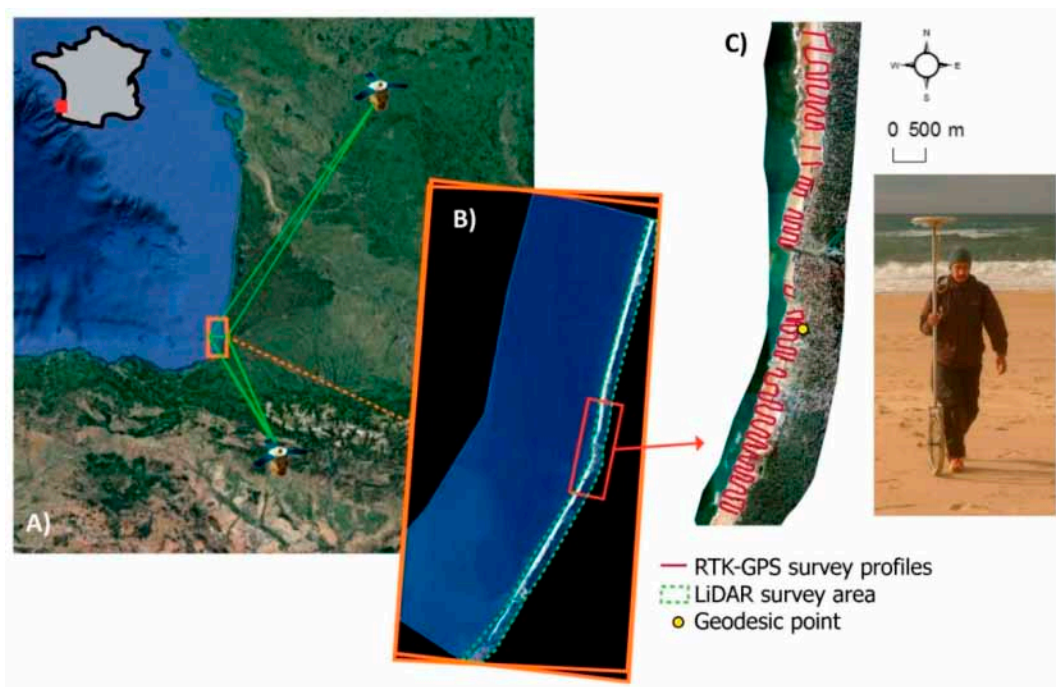 A)
B)
C)
N
W E
S
0 500 m
RTK-GPS survey profiles
LiDAR survey area
Geodesic point